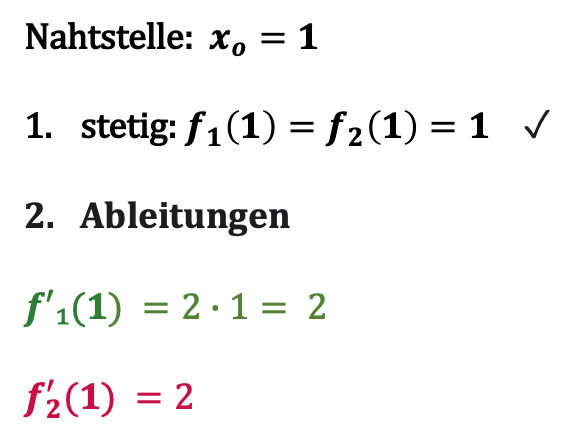 Nahtstelle: xₒ = 1
1. stetig: f₁(1) = f₂(1) = 1 ✓
2. Ableitungen
f′₁(1) = 2 · 1 = 2
f′₂(1) = 2